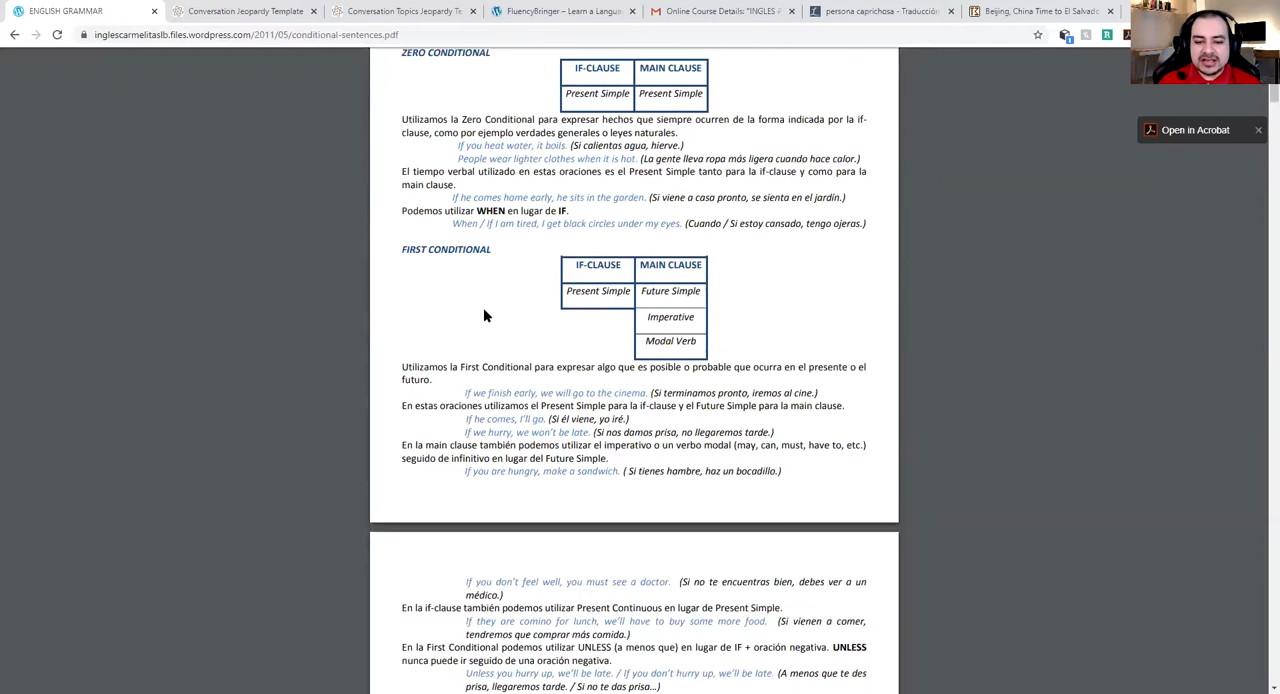 ENGLISH GRAMMAR
Conversation Jeopardy Template
Conversation Topics Jeopardy Te
FluencyBringer – Learn a Langua
Online Course Details: "INGLES P
persona caprichosa - Traducción
Beijing, China Time to El Salvado
inglescarmelitaslb.files.wordpress.com/2011/05/conditional-sentences.pdf
Open in Acrobat
ZERO CONDITIONAL
IF-CLAUSE MAIN CLAUSE
Present Simple Present Simple
Utilizamos la Zero Conditional para expresar hechos que siempre ocurren de la forma indicada por la if-
clause, como por ejemplo verdades generales o leyes naturales.
If you heat water, it boils. (Si calientas agua, hierve.)
People wear lighter clothes when it is hot. (La gente lleva ropa más ligera cuando hace calor.)
El tiempo verbal utilizado en estas oraciones es el Present Simple tanto para la if-clause y como para la
main clause.
If he comes home early, he sits in the garden. (Si viene a casa pronto, se sienta en el jardín.)
Podemos utilizar WHEN en lugar de IF.
When / If I am tired, I get black circles under my eyes. (Cuando / Si estoy cansado, tengo ojeras.)
FIRST CONDITIONAL
IF-CLAUSE MAIN CLAUSE
Present Simple Future Simple
Imperative
Modal Verb
Utilizamos la First Conditional para expresar algo que es posible o probable que ocurra en el presente o el
futuro.
If we finish early, we will go to the cinema. (Si terminamos pronto, iremos al cine.)
En estas oraciones utilizamos el Present Simple para la if-clause y el Future Simple para la main clause.
If he comes, I'll go. (Si él viene, yo iré.)
If we hurry, we won't be late. (Si nos damos prisa, no llegaremos tarde.)
En la main clause también podemos utilizar el imperativo o un verbo modal (may, can, must, have to, etc.)
seguido de infinitivo en lugar del Future Simple.
If you are hungry, make a sandwich. ( Si tienes hambre, haz un bocadillo.)
If you don't feel well, you must see a doctor. (Si no te encuentras bien, debes ver a un
médico.)
En la if-clause también podemos utilizar Present Continuous en lugar de Present Simple.
If they are comino for lunch, we'll have to buy some more food. (Si vienen a comer,
tendremos que comprar más comida.)
En la First Conditional podemos utilizar UNLESS (a menos que) en lugar de IF + oración negativa. UNLESS
nunca puede ir seguido de una oración negativa.
Unless you hurry up, we'll be late. / If you don't hurry up, we'll be late. (A menos que te des
prisa, llegaremos tarde. / Si no te das prisa…)